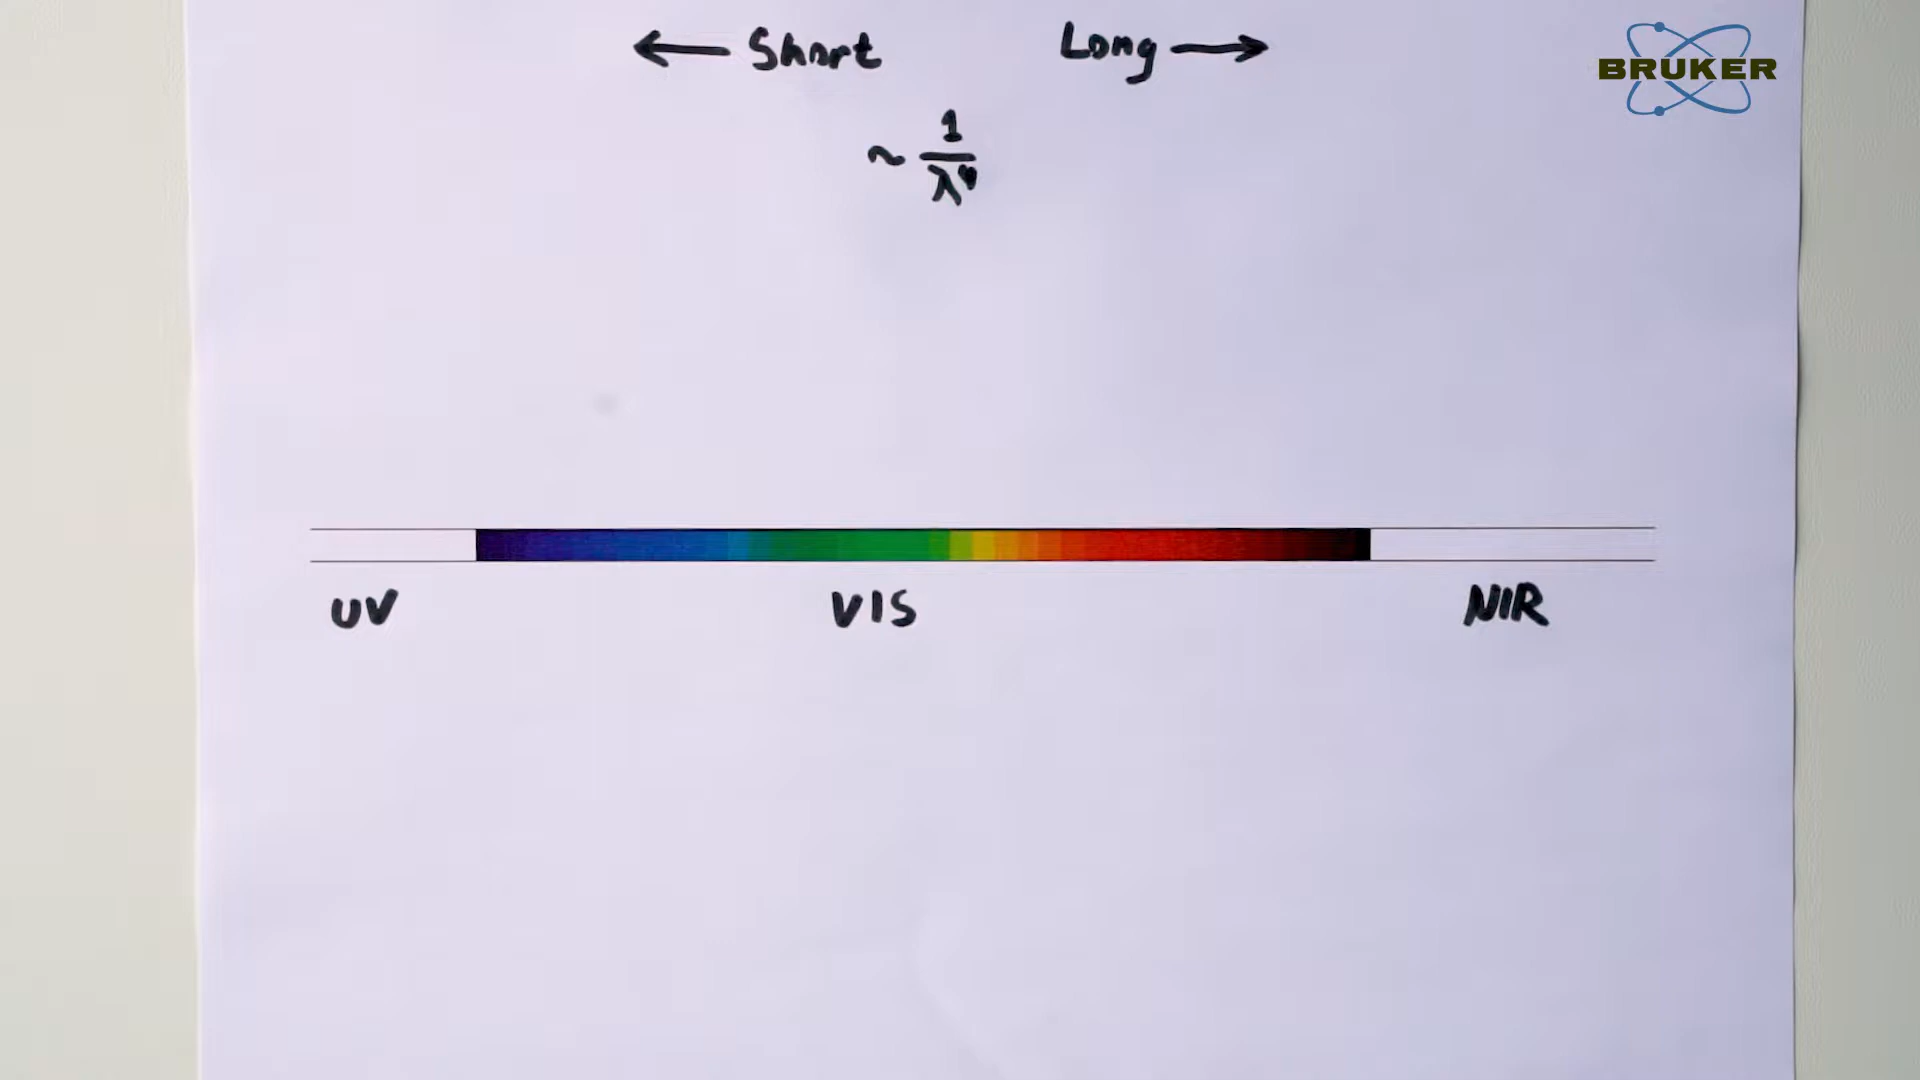 ← Short Long →
BRUKER
~ 1/λ⁴
UV VIS NIR